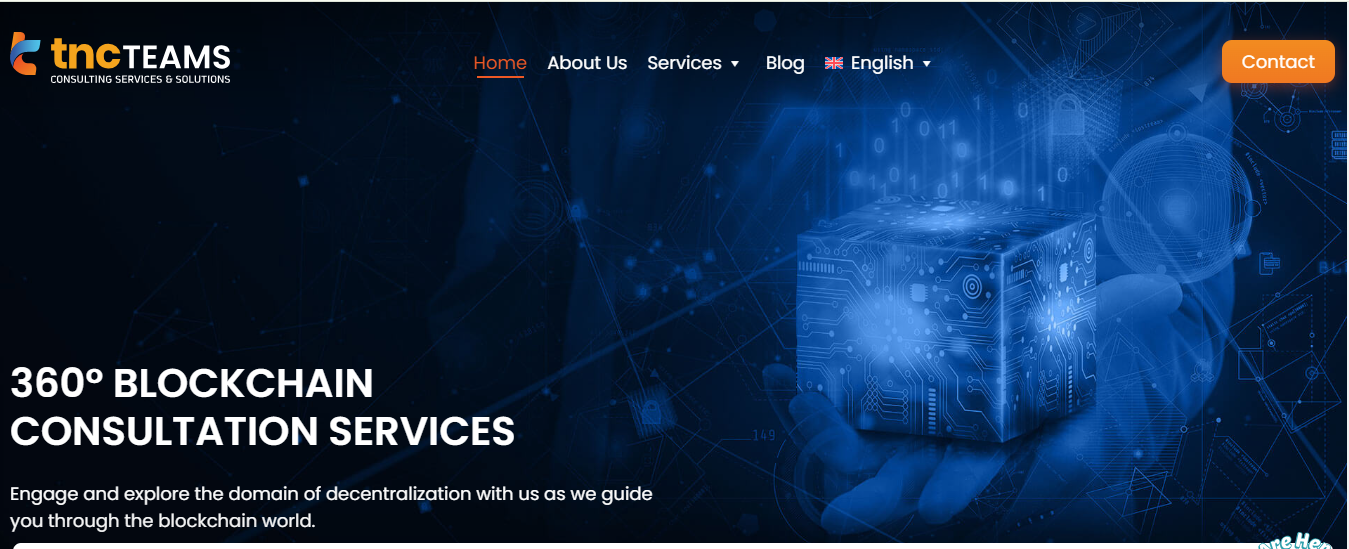 tncTEAMS
CONSULTING SERVICES & SOLUTIONS
Home About Us Services Blog English Contact
360° BLOCKCHAIN
CONSULTATION SERVICES
Engage and explore the domain of decentralization with us as we guide
you through the blockchain world.
149